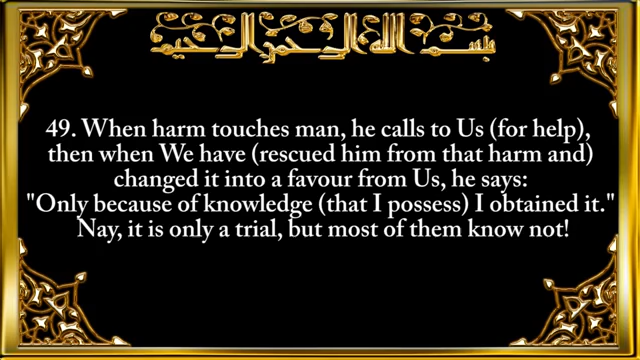 بسم الله الرحمن الرحيم
49. When harm touches man, he calls to Us (for help),
then when We have (rescued him from that harm and)
changed it into a favour from Us, he says:
"Only because of knowledge (that I possess) I obtained it."
Nay, it is only a trial, but most of them know not!